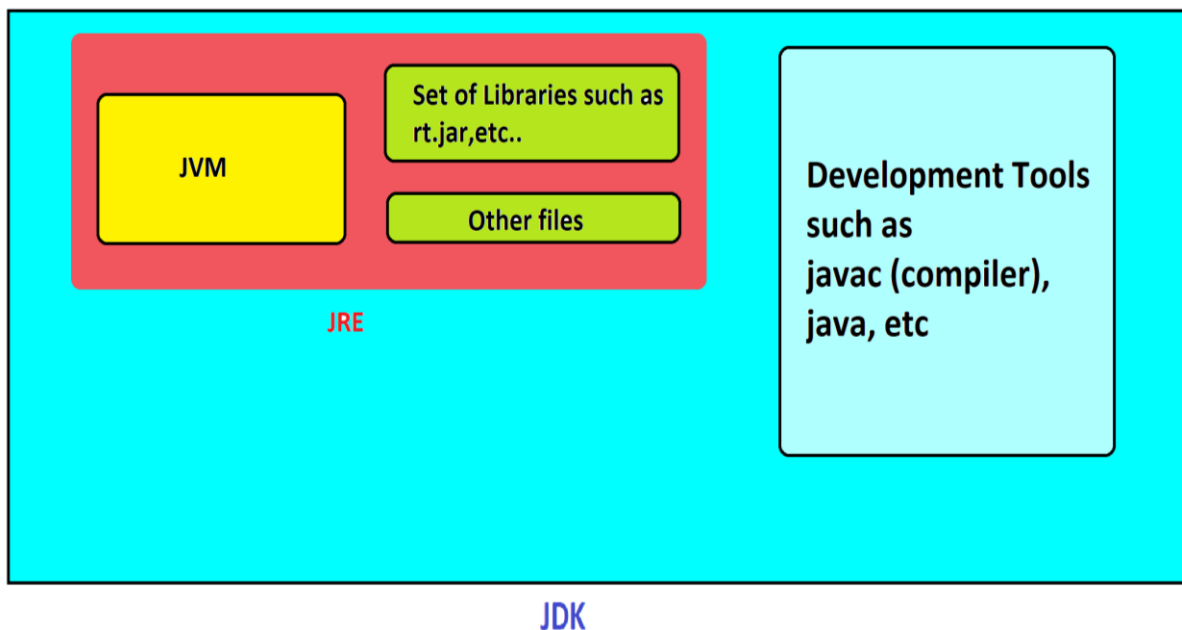 JVM
Set of Libraries such as
rt.jar,etc..
Other files
JRE
Development Tools
such as
javac (compiler),
java, etc
JDK